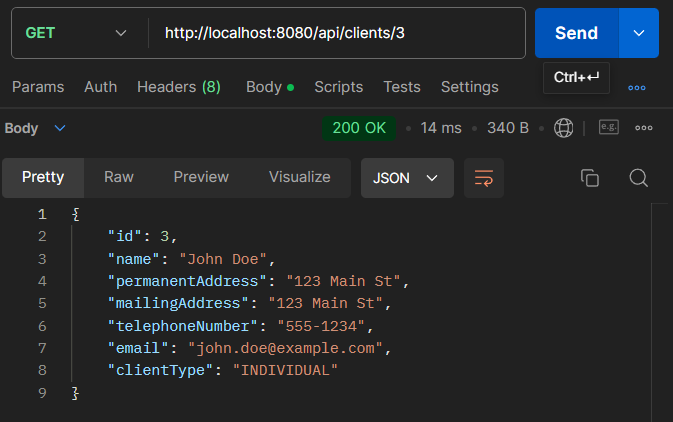 GET http://localhost:8080/api/clients/3 Send
Ctrl+↵
Params Auth Headers (8) Body Scripts Tests Settings
Body 200 OK 14 ms 340 B e.g.
Pretty Raw Preview Visualize JSON
1 {
2 "id": 3,
3 "name": "John Doe",
4 "permanentAddress": "123 Main St",
5 "mailingAddress": "123 Main St",
6 "telephoneNumber": "555-1234",
7 "email": "john.doe@example.com",
8 "clientType": "INDIVIDUAL"
9 }